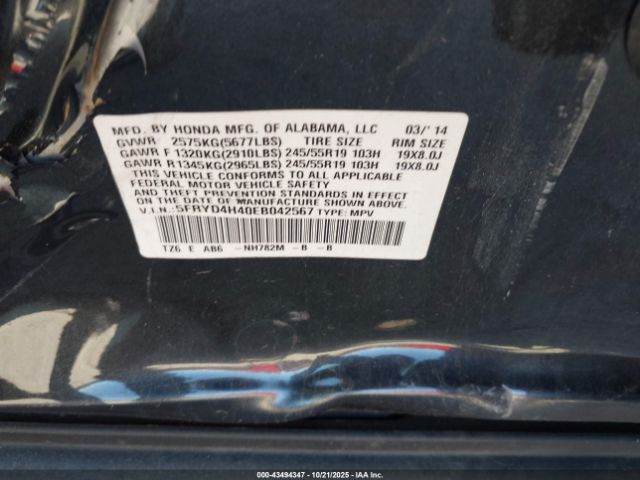 MFD. BY HONDA MFG. OF ALABAMA, LLC 03/'14
GVWR 2575KG(5677LBS) TIRE SIZE RIM SIZE
GAWR F 1320KG(2910LBS) 245/55R19 103H 19X8.0J
GAWR R 1345KG(2965LBS) 245/55R19 103H 19X8.0J
THIS VEHICLE CONFORMS TO ALL APPLICABLE
FEDERAL MOTOR VEHICLE SAFETY
AND THEFT PREVENTION STANDARDS IN EFFECT
ON THE DATE OF MANUFACTURE SHOWN ABOVE.
V.I.N.:5FRYD4H40EB042567 TYPE: MPV
TZ6 E AB6 -NH782M -B -B
000-43494347 | 10/21/2025 | IAA Inc.